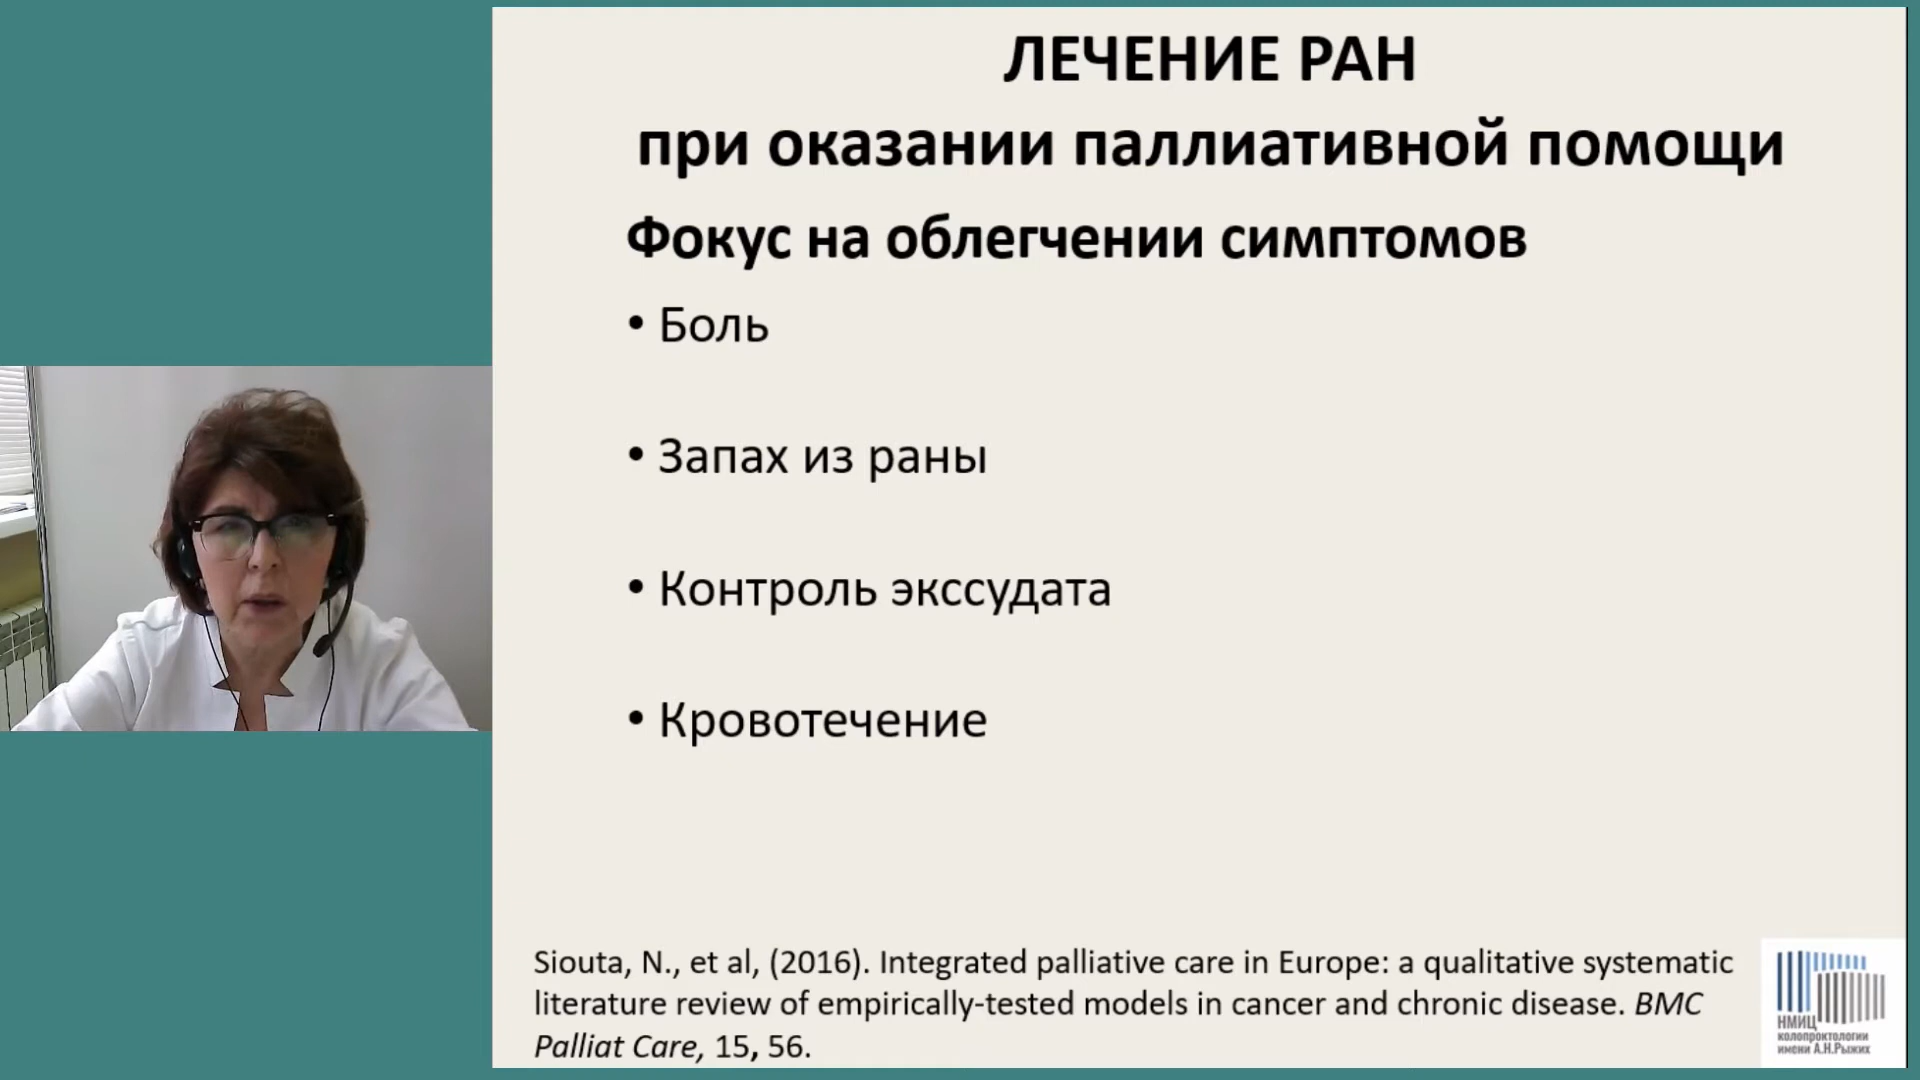 ЛЕЧЕНИЕ РАН
при оказании паллиативной помощи
Фокус на облегчении симптомов
• Боль
• Запах из раны
• Контроль экссудата
• Кровотечение
Siouta, N., et al, (2016). Integrated palliative care in Europe: a qualitative systematic
literature review of empirically-tested models in cancer and chronic disease. BMC
Palliat Care, 15, 56.
НМИЦ
колопроктологии
имени А.Н.Рыжих